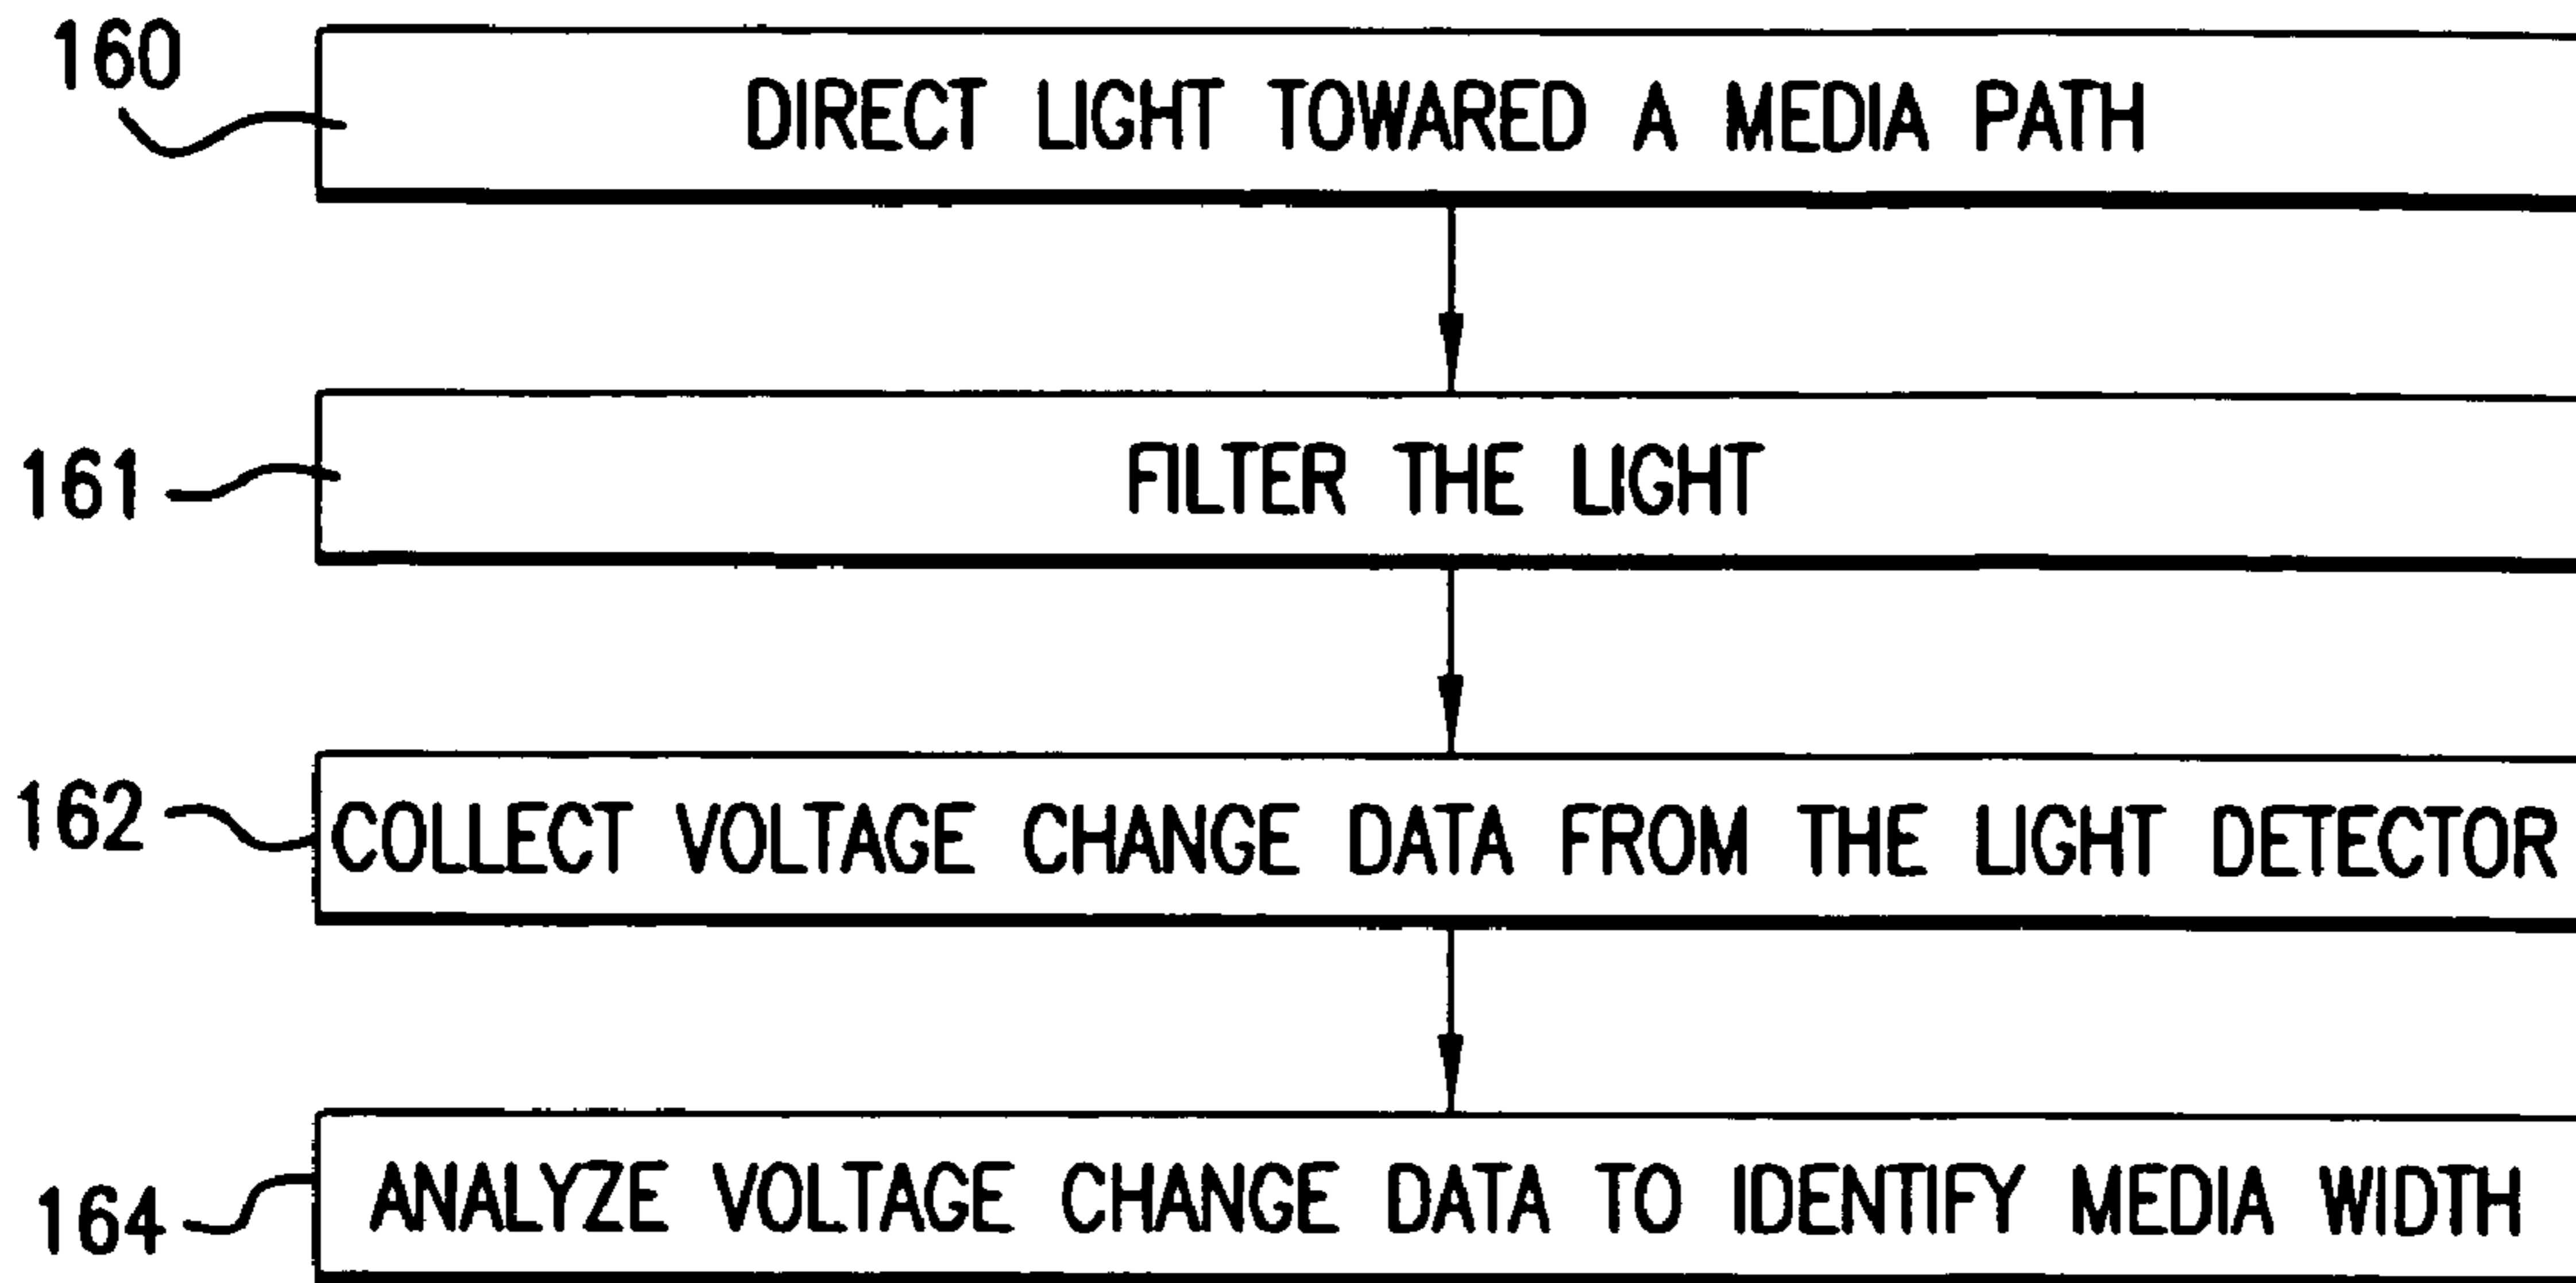 160
DIRECT LIGHT TOWARED A MEDIA PATH
161
FILTER THE LIGHT
162
COLLECT VOLTAGE CHANGE DATA FROM THE LIGHT DETECTOR
164
ANALYZE VOLTAGE CHANGE DATA TO IDENTIFY MEDIA WIDTH